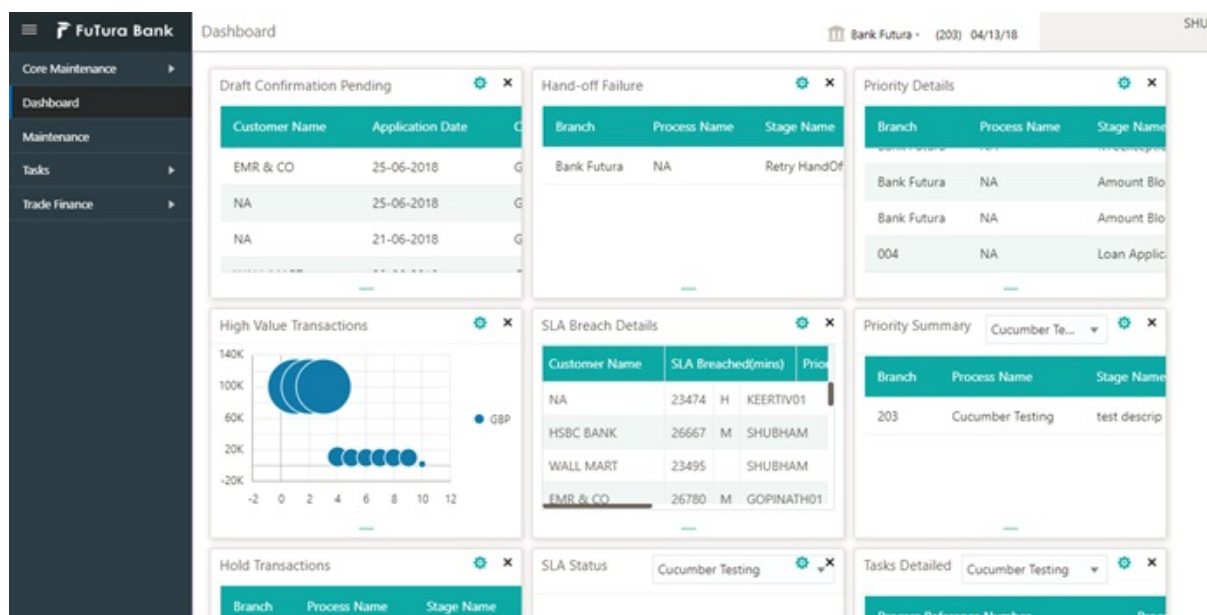 FuTura Bank
Dashboard
Bank Futura - (203) 04/13/18
SHU
Core Maintenance
Dashboard
Maintenance
Tasks
Trade Finance
Draft Confirmation Pending
Customer Name Application Date C
EMR & CO 25-06-2018 G
NA 25-06-2018 G
NA 21-06-2018 G
Hand-off Failure
Branch Process Name Stage Name
Bank Futura NA Retry HandOf
Priority Details
Branch Process Name Stage Name
Bank Futura NA Amount Blo
Bank Futura NA Amount Blo
004 NA Loan Applic
High Value Transactions
140K
100K
60K
20K
-20K
-2 0 2 4 6 8 10 12
GBP
SLA Breach Details
Customer Name SLA Breached(mins) Prior
NA 23474 H KEERTIV01
HSBC BANK 26667 M SHUBHAM
WALL MART 23495 SHUBHAM
EMR & CO 26780 M GOPINATH01
Priority Summary Cucumber Te...
Branch Process Name Stage Name
203 Cucumber Testing test descrip
Hold Transactions
Branch Process Name Stage Name
SLA Status Cucumber Testing
Tasks Detailed Cucumber Testing